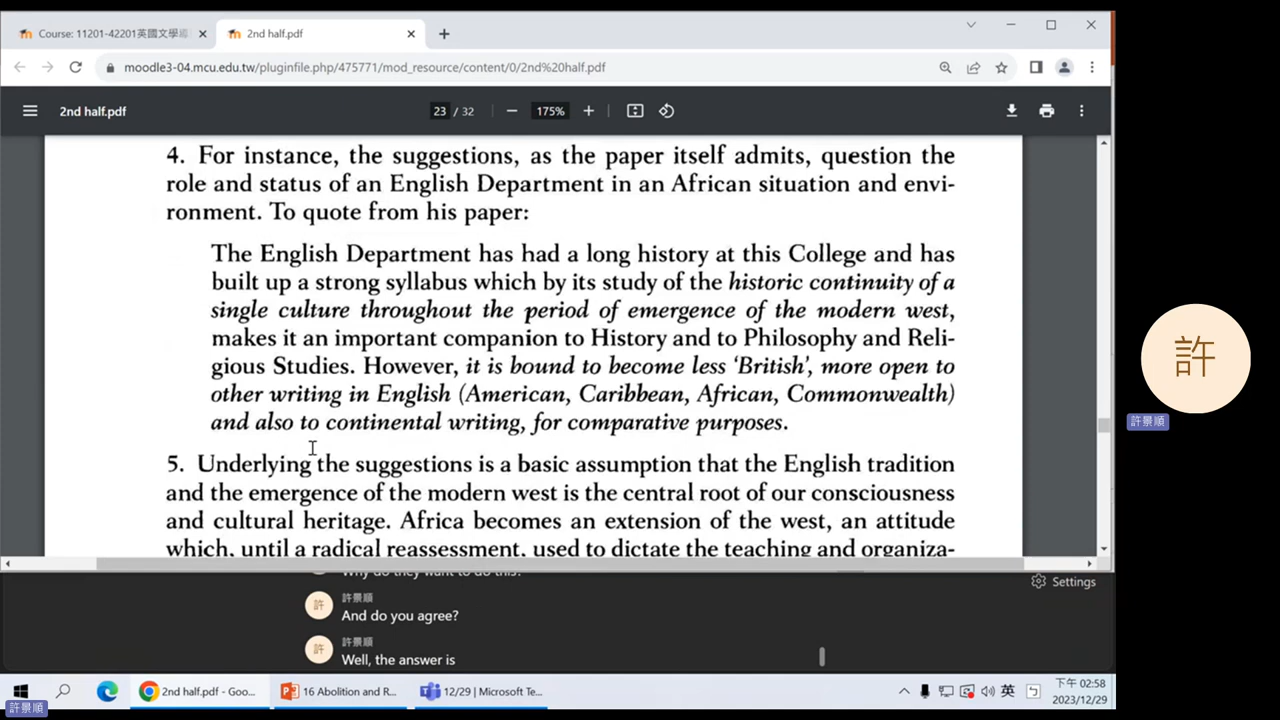 Course: 11201-42201英國文學
2nd half.pdf
moodle3-04.mcu.edu.tw/pluginfile.php/475771/mod_resource/content/0/2nd%20half.pdf
2nd half.pdf
23 / 32
175%
4. For instance, the suggestions, as the paper itself admits, question the
role and status of an English Department in an African situation and envi-
ronment. To quote from his paper:
The English Department has had a long history at this College and has
built up a strong syllabus which by its study of the historic continuity of a
single culture throughout the period of emergence of the modern west,
makes it an important companion to History and to Philosophy and Reli-
gious Studies. However, it is bound to become less ‘British’, more open to
other writing in English (American, Caribbean, African, Commonwealth)
and also to continental writing, for comparative purposes.
5. Underlying the suggestions is a basic assumption that the English tradition
and the emergence of the modern west is the central root of our consciousness
and cultural heritage. Africa becomes an extension of the west, an attitude
which, until a radical reassessment, used to dictate the teaching and organiza-
Why do they want to do this?
許景順
And do you agree?
許景順
Well, the answer is
Settings
許
許
許
許景順
2nd half.pdf - Goo...
16 Abolition and R...
12/29 | Microsoft Te...
英
下午 02:58
2023/12/29
許景順